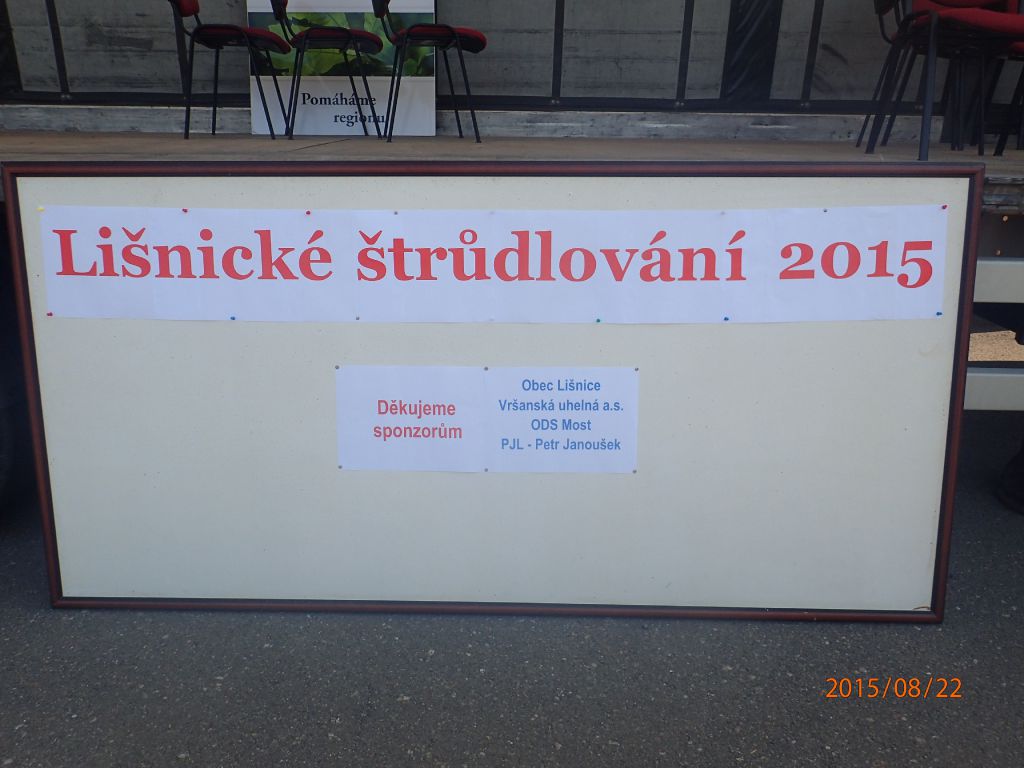 Pomáháme
regionu
Lišnické štrůdlování 2015
Děkujeme
sponzorům
Obec Lišnice
Vršanská uhelná a.s.
ODS Most
PJL - Petr Janoušek
2015/08/22